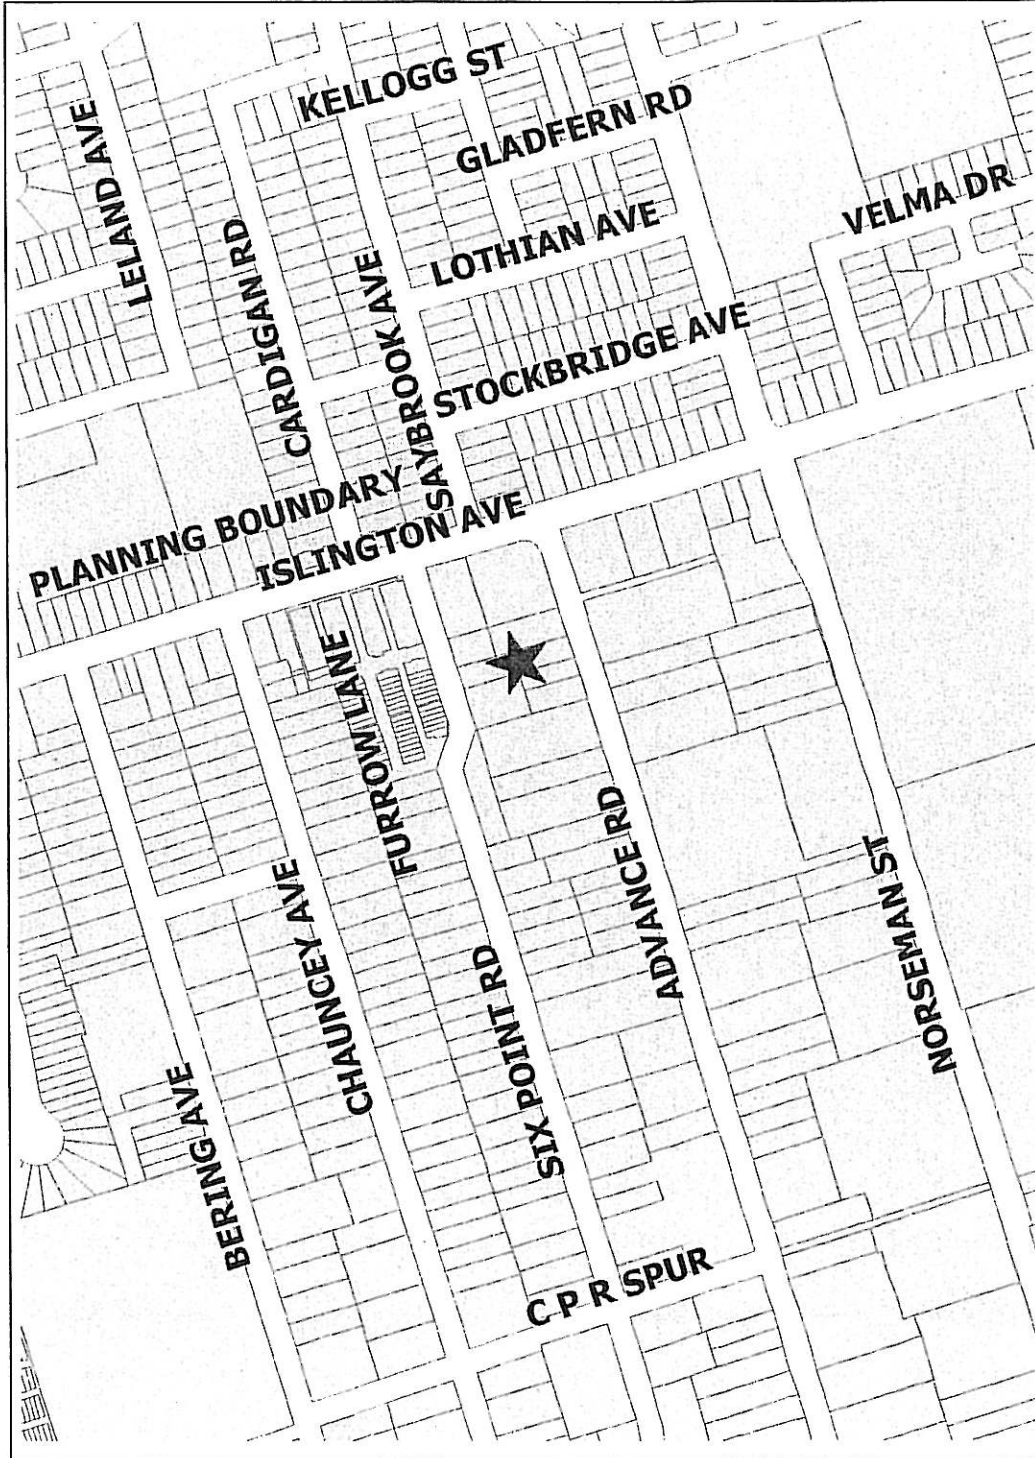 KELLOGG ST
GLADFERN RD
LELAND AVE
VELMA DR
LOTHIAN AVE
CARDIGAN RD
SAYBROOK AVE
STOCKBRIDGE AVE
PLANNING BOUNDARY
ISLINGTON AVE
FURROW LANE
ADVANCE RD
NORSEMAN ST
CHAUNCEY AVE
SIX POINT RD
BERING AVE
C P R SPUR